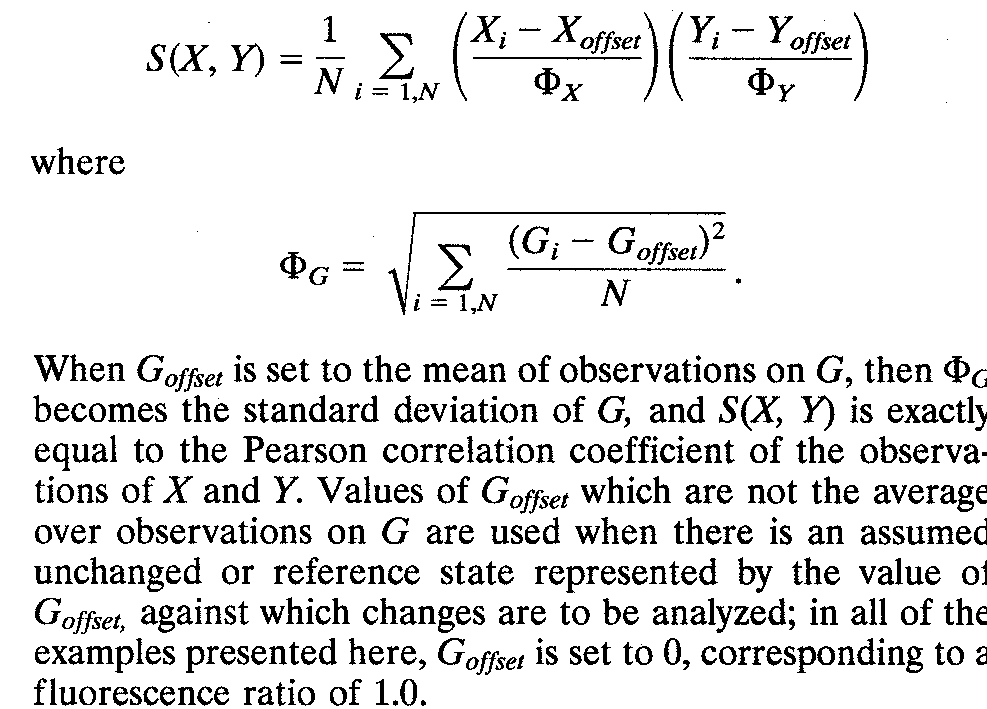 S(X, Y) = \frac{1}{N} \sum_{i = 1,N} \left( \frac{X_i - X_{offset}}{\Phi_X} \right) \left( \frac{Y_i - Y_{offset}}{\Phi_Y} \right)
where
\Phi_G = \sqrt{\sum_{i = 1,N} \frac{(G_i - G_{offset})^2}{N}}.
When G_{offset} is set to the mean of observations on G, then \Phi_G
becomes the standard deviation of G, and S(X, Y) is exactly
equal to the Pearson correlation coefficient of the observa-
tions of X and Y. Values of G_{offset} which are not the average
over observations on G are used when there is an assumed
unchanged or reference state represented by the value of
G_{offset}, against which changes are to be analyzed; in all of the
examples presented here, G_{offset} is set to 0, corresponding to a
fluorescence ratio of 1.0.